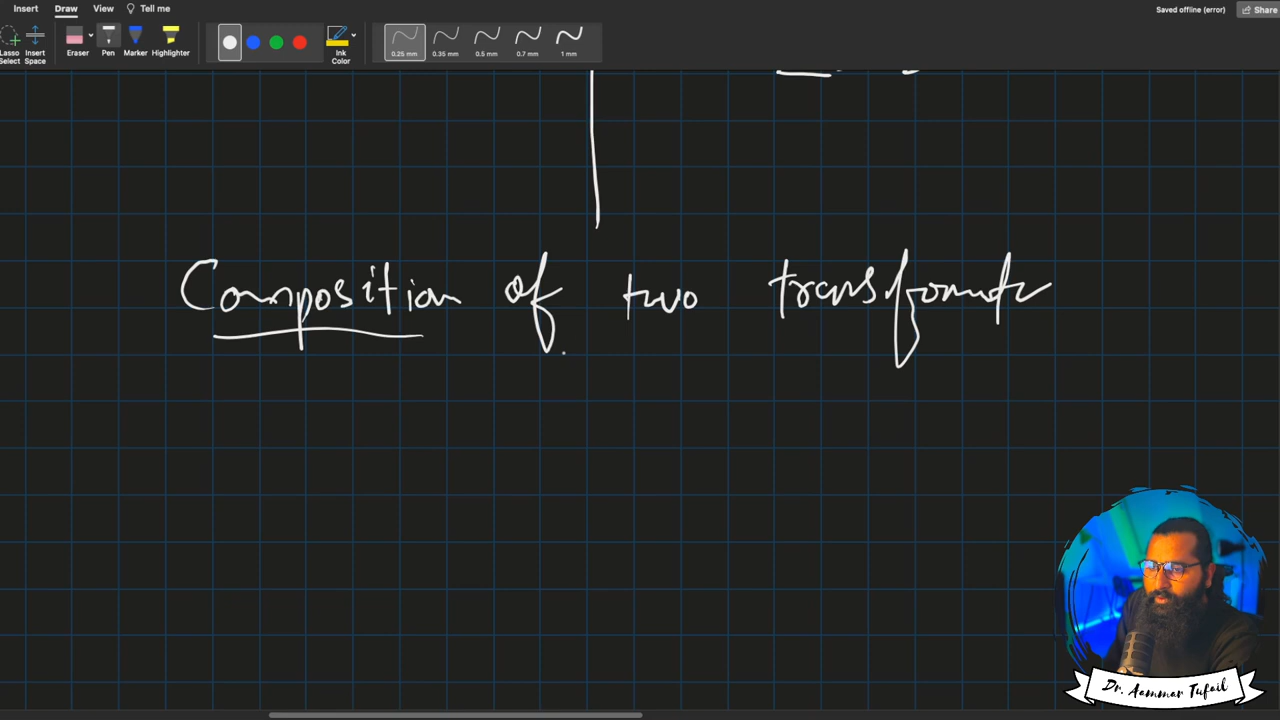 Insert Draw View Tell me Saved offline (error) Share
Lasso Select Insert Space Eraser Pen Marker Highlighter Ink Color 0.25 mm 0.35 mm 0.5 mm 0.7 mm 1 mm
Composition of two
Dr. Aammar Tufail